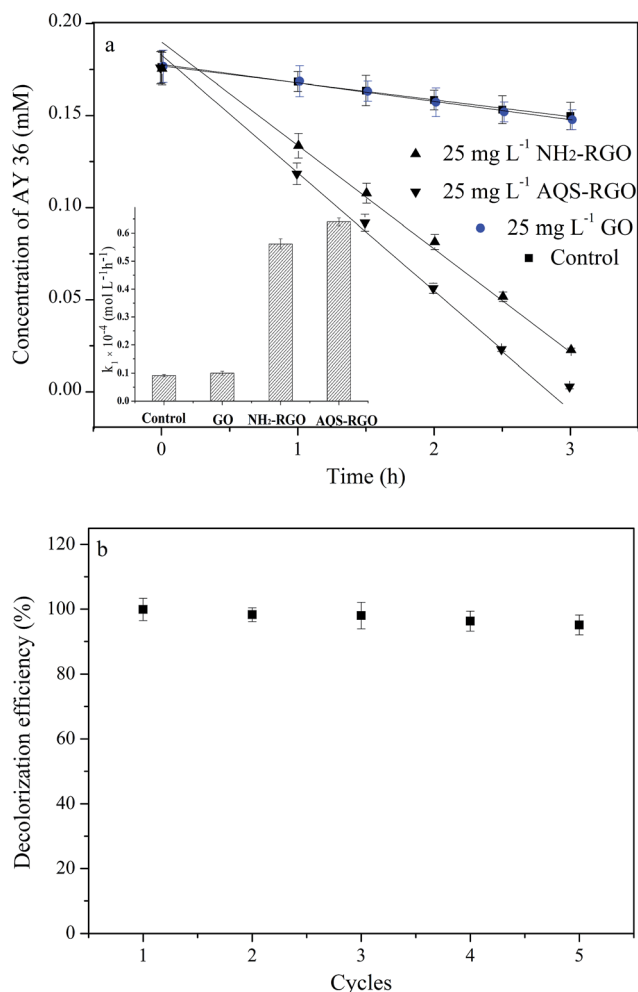 a
0.20
0.15
0.10
0.05
0.00
Concentration of AY 36 (mM)
25 mg L⁻¹ NH₂-RGO
25 mg L⁻¹ AQS-RGO
25 mg L⁻¹ GO
Control
k₁ × 10⁻⁴ (mol L⁻¹h⁻¹)
0.6
0.5
0.4
0.3
0.2
0.1
0.0
Control GO NH₂-RGO AQS-RGO
0 1 2 3
Time (h)
b
120
100
80
60
40
20
0
Decolorization efficiency (%)
1 2 3 4 5
Cycles